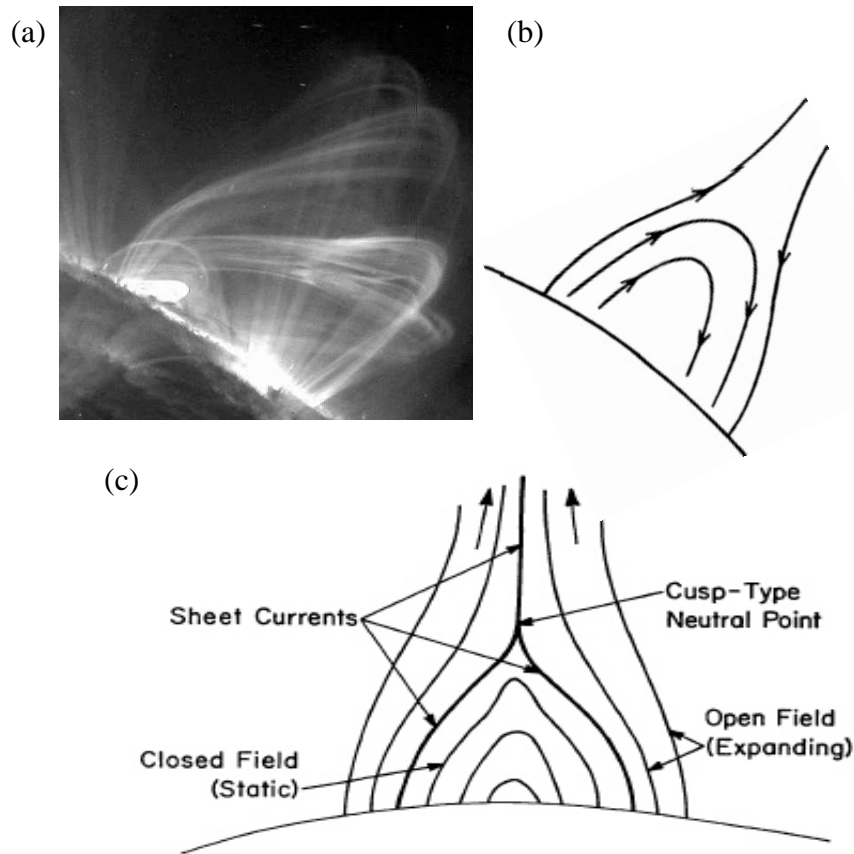 (a)
(b)
(c)
Sheet Currents
Cusp-Type
Neutral Point
Open Field
(Expanding)
Closed Field
(Static)